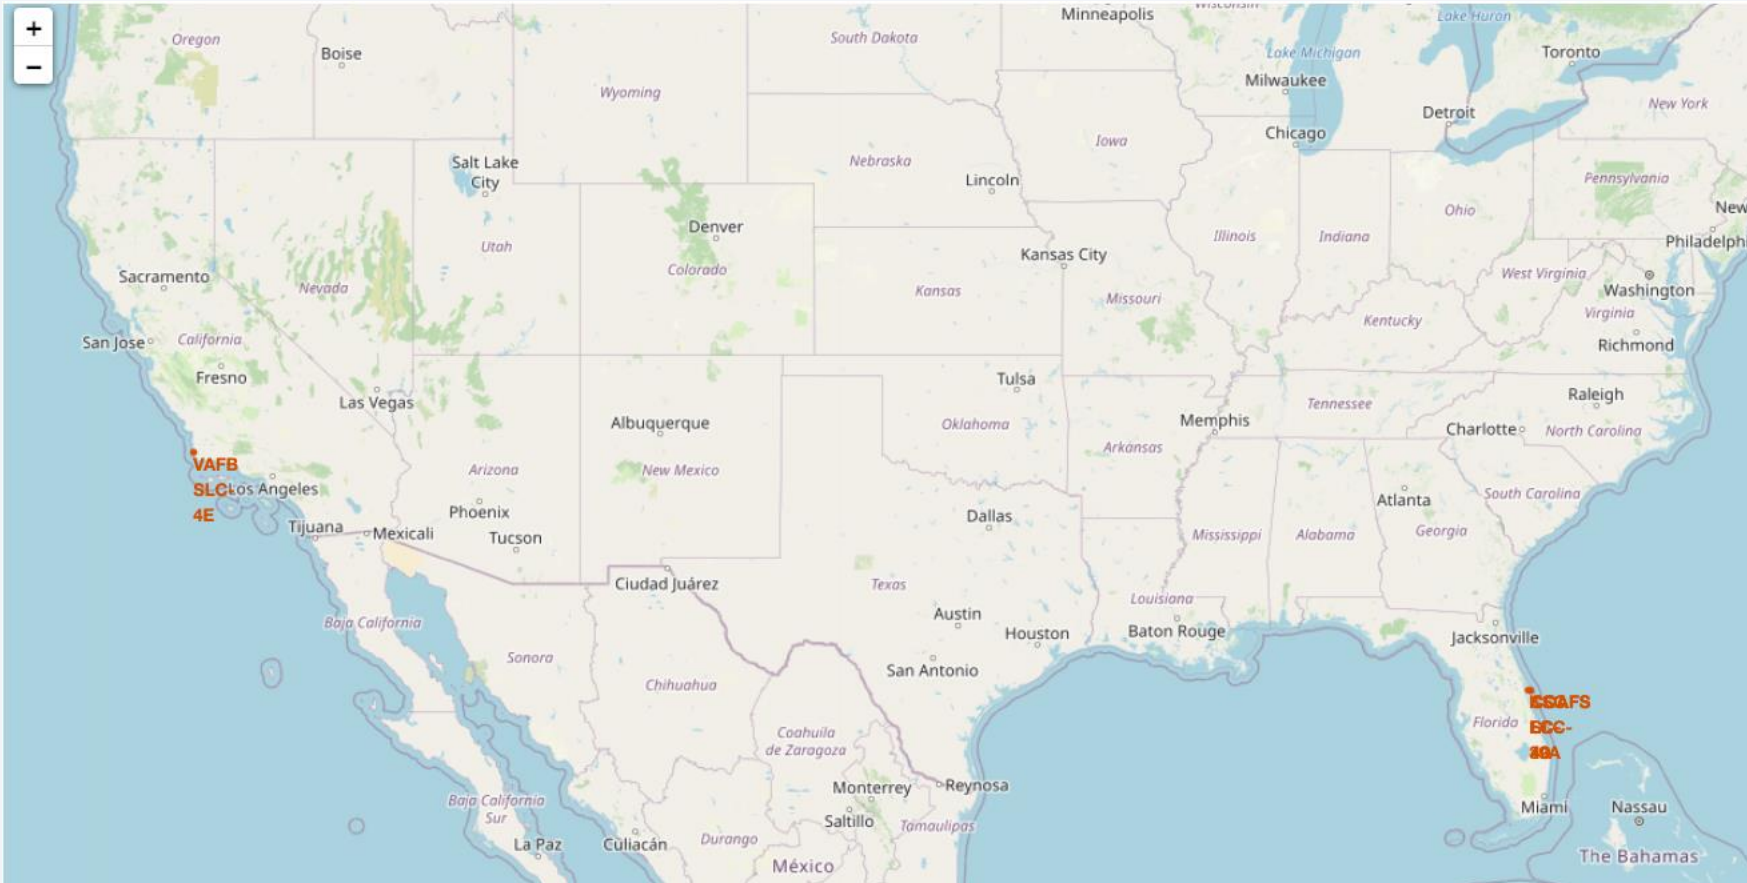 +
−
Minneapolis
Wisconsin
Lake Huron
Oregon
South Dakota
Boise
Lake Michigan
Toronto
Wyoming
Milwaukee
New York
Detroit
Chicago
Iowa
Salt Lake
City
Nebraska
Lincoln
Pennsylvania
Ohio
New
Denver
Utah
Illinois
Indiana
Philadelph
Kansas City
Colorado
Sacramento
Nevada
Kansas
Missouri
West Virginia
Washington
Virginia
Kentucky
San Jose
California
Richmond
Fresno
Las Vegas
Tulsa
Raleigh
Tennessee
Albuquerque
Oklahoma
Memphis
Charlotte
North Carolina
Arkansas
VAFB
SLC-
4E
Los Angeles
Arizona
New Mexico
Phoenix
Dallas
Atlanta
South Carolina
Tijuana
Mexicali
Tucson
Mississippi
Alabama
Georgia
Ciudad Juárez
Texas
Louisiana
Austin
Baja California
Houston
Baton Rouge
Jacksonville
Sonora
San Antonio
Chihuahua
Florida
Coahuila
de Zaragoza
Monterrey
Reynosa
Baja California
Sur
Saltillo
Tamaulipas
Miami
Nassau
La Paz
Culiacán
Durango
México
The Bahamas